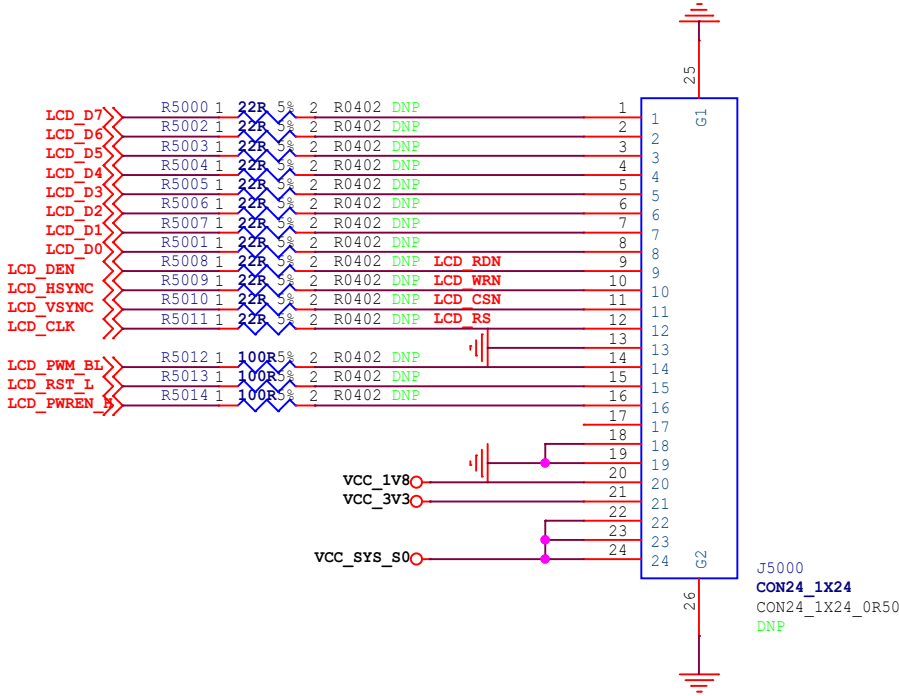 25
G1
LCD_D7 R5000 1 22R 5% 2 R0402 DNP 1 1
LCD_D6 R5002 1 22R 5% 2 R0402 DNP 2 2
LCD_D5 R5003 1 22R 5% 2 R0402 DNP 3 3
LCD_D4 R5004 1 22R 5% 2 R0402 DNP 4 4
LCD_D3 R5005 1 22R 5% 2 R0402 DNP 5 5
LCD_D2 R5006 1 22R 5% 2 R0402 DNP 6 6
LCD_D1 R5007 1 22R 5% 2 R0402 DNP 7 7
LCD_D0 R5001 1 22R 5% 2 R0402 DNP 8 8
LCD_DEN R5008 1 22R 5% 2 R0402 DNP LCD_RDN 9 9
LCD_HSYNC R5009 1 22R 5% 2 R0402 DNP LCD_WRN 10 10
LCD_VSYNC R5010 1 22R 5% 2 R0402 DNP LCD_CSN 11 11
LCD_CLK R5011 1 22R 5% 2 R0402 DNP LCD_RS 12 12
13 13
LCD_PWM_BL R5012 1 100R 5% 2 R0402 DNP 14 14
LCD_RST_L R5013 1 100R 5% 2 R0402 DNP 15 15
LCD_PWREN_H R5014 1 100R 5% 2 R0402 DNP 16 16
17 17
18 18
19 19
VCC_1V8 20 20
VCC_3V3 21 21
22 22
23 23
VCC_SYS_S0 24 24
G2
26
J5000
CON24_1X24
CON24_1X24_0R50
DNP